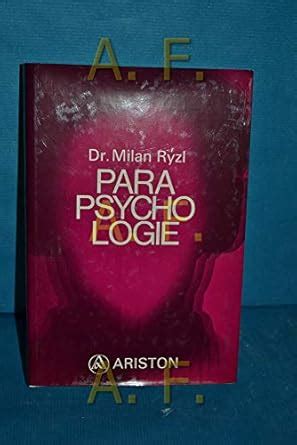 A. F.
Dr. Milan Rýzl
PARA
PSYCHO
A. F.
LOGIE
ARISTON
A. F.